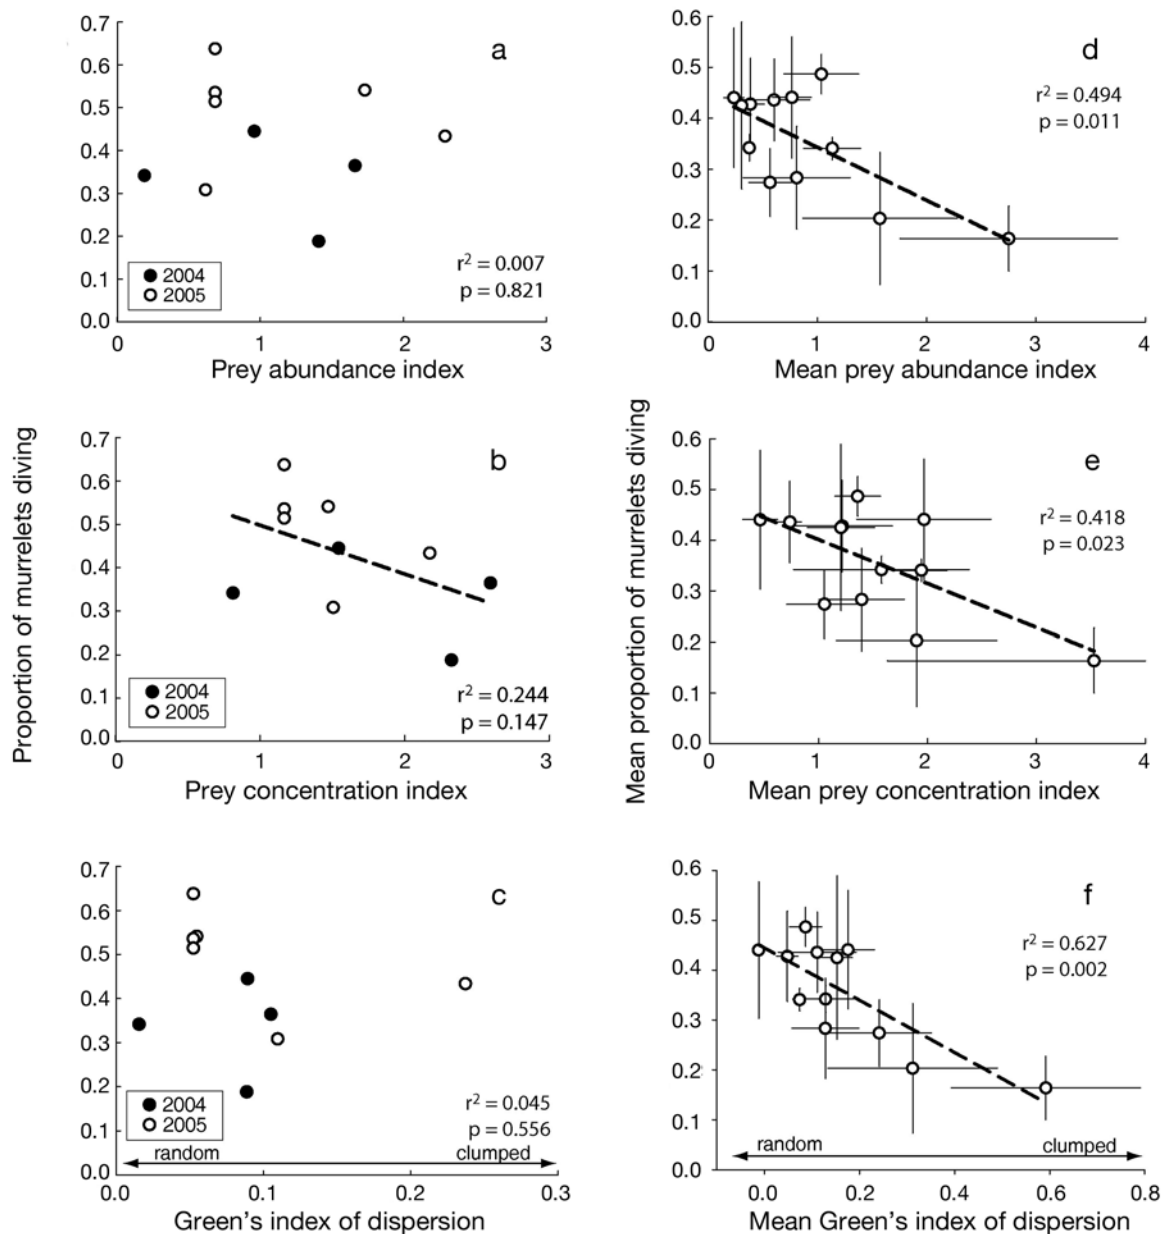 a
0.7
0.6
0.5
0.4
0.3
0.2
0.1
0.0
2004
2005
r² = 0.007
p = 0.821
0 1 2 3
Prey abundance index
d
0.6
0.5
0.4
0.3
0.2
0.1
0.0
r² = 0.494
p = 0.011
0 1 2 3 4
Mean prey abundance index
Proportion of murrelets diving
b
0.7
0.6
0.5
0.4
0.3
0.2
0.1
0.0
2004
2005
r² = 0.244
p = 0.147
0 1 2 3
Prey concentration index
Mean proportion of murrelets diving
e
0.6
0.5
0.4
0.3
0.2
0.1
0.0
r² = 0.418
p = 0.023
0 1 2 3 4
Mean prey concentration index
c
0.7
0.6
0.5
0.4
0.3
0.2
0.1
0.0
2004
2005
r² = 0.045
p = 0.556
random clumped
0.0 0.1 0.2 0.3
Green's index of dispersion
f
0.6
0.5
0.4
0.3
0.2
0.1
0.0
r² = 0.627
p = 0.002
random clumped
0.0 0.2 0.4 0.6 0.8
Mean Green's index of dispersion